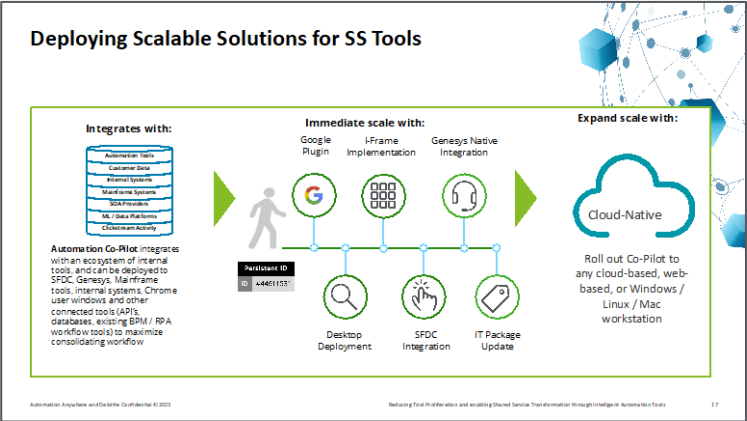 Deploying Scalable Solutions for SS Tools
Integrates with:
Automation Tools
Customer Data
Internal Systems
Mainframe Systems
SOA Providers
ML / Data Platforms
Clickstream Activity
Automation Co-Pilot integrates
with an ecosystem of internal
tools, and can be deployed to
SFDC, Genesys, Mainframe
tools, internal systems, Chrome
user windows and other
connected tools (API's,
databases, existing BPM / RPA
workflow tools) to maximize
consolidating workflow
Immediate scale with:
Google
Plugin
I-Frame
Implementation
Genesys Native
Integration
Persistent ID
ID
Desktop
Deployment
SFDC
Integration
IT Package
Update
Expand scale with:
Cloud-Native
Roll out Co-Pilot to
any cloud-based, web-
based, or Windows /
Linux / Mac
workstation
Automation Anywhere and Deloitte Confidential © 2023
Reducing Tool Proliferation and enabling Shared Service Transformation through Intelligent Automation Tools
17